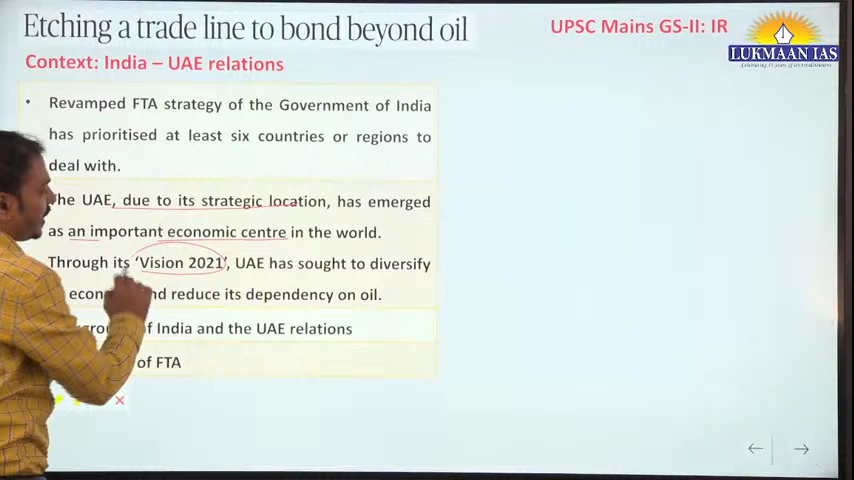 Etching a trade line to bond beyond oil
UPSC Mains GS-II: IR
LUKMAAN IAS
Context: India – UAE relations
• Revamped FTA strategy of the Government of India
has prioritised at least six countries or regions to
deal with.
The UAE, due to its strategic location, has emerged
as an important economic centre in the world.
Through its ‘Vision 2021’, UAE has sought to diversify
and reduce its dependency on oil.
of India and the UAE relations
of FTA